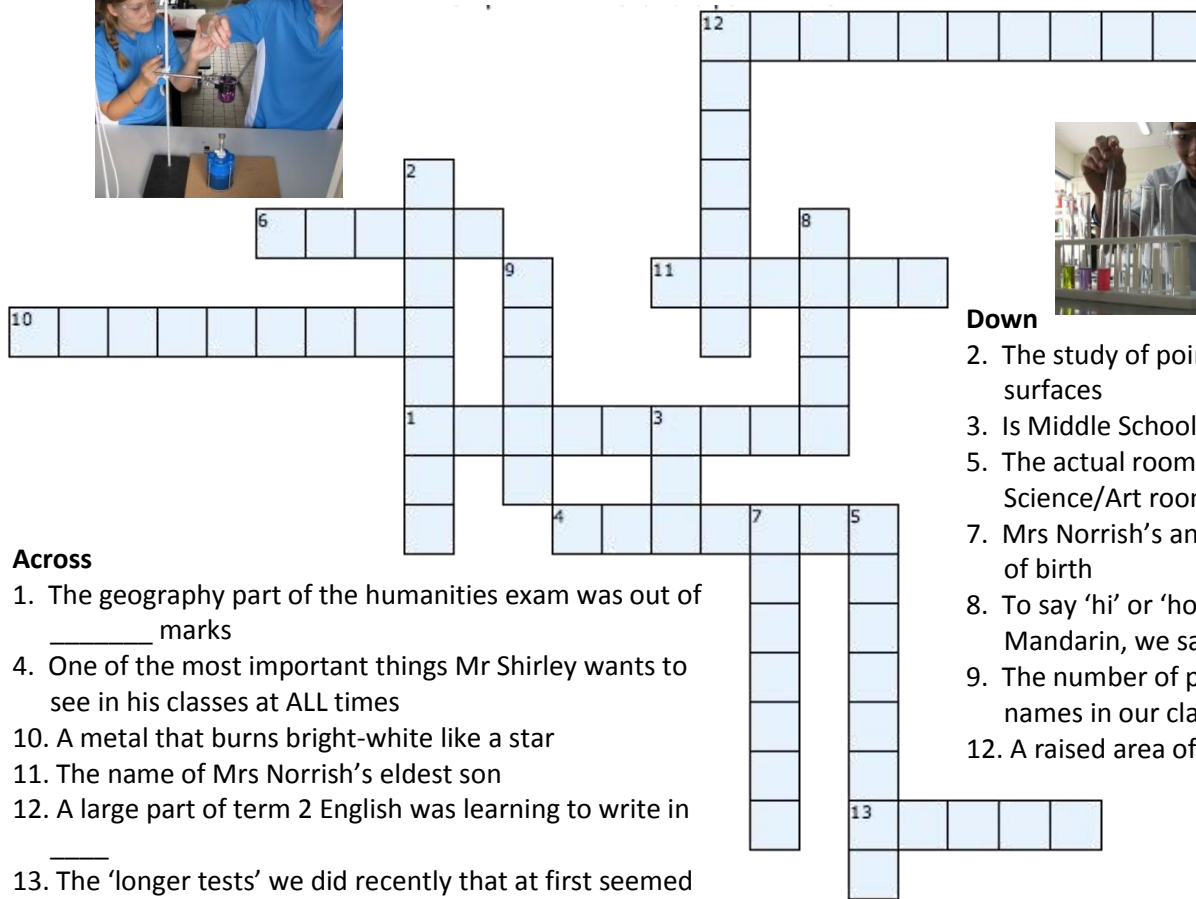 12
2
6
8
9
11
10
1
3
4
7
5
13
Across
1. The geography part of the humanities exam was out of
_______ marks
4. One of the most important things Mr Shirley wants to
see in his classes at ALL times
10. A metal that burns bright-white like a star
11. The name of Mrs Norrish’s eldest son
12. A large part of term 2 English was learning to write in
____
13. The ‘longer tests’ we did recently that at first seemed
Down
2. The study of poi
surfaces
3. Is Middle School
5. The actual room
Science/Art roo
7. Mrs Norrish’s an
of birth
8. To say ‘hi’ or ‘ho
Mandarin, we sa
9. The number of p
names in our cla
12. A raised area of